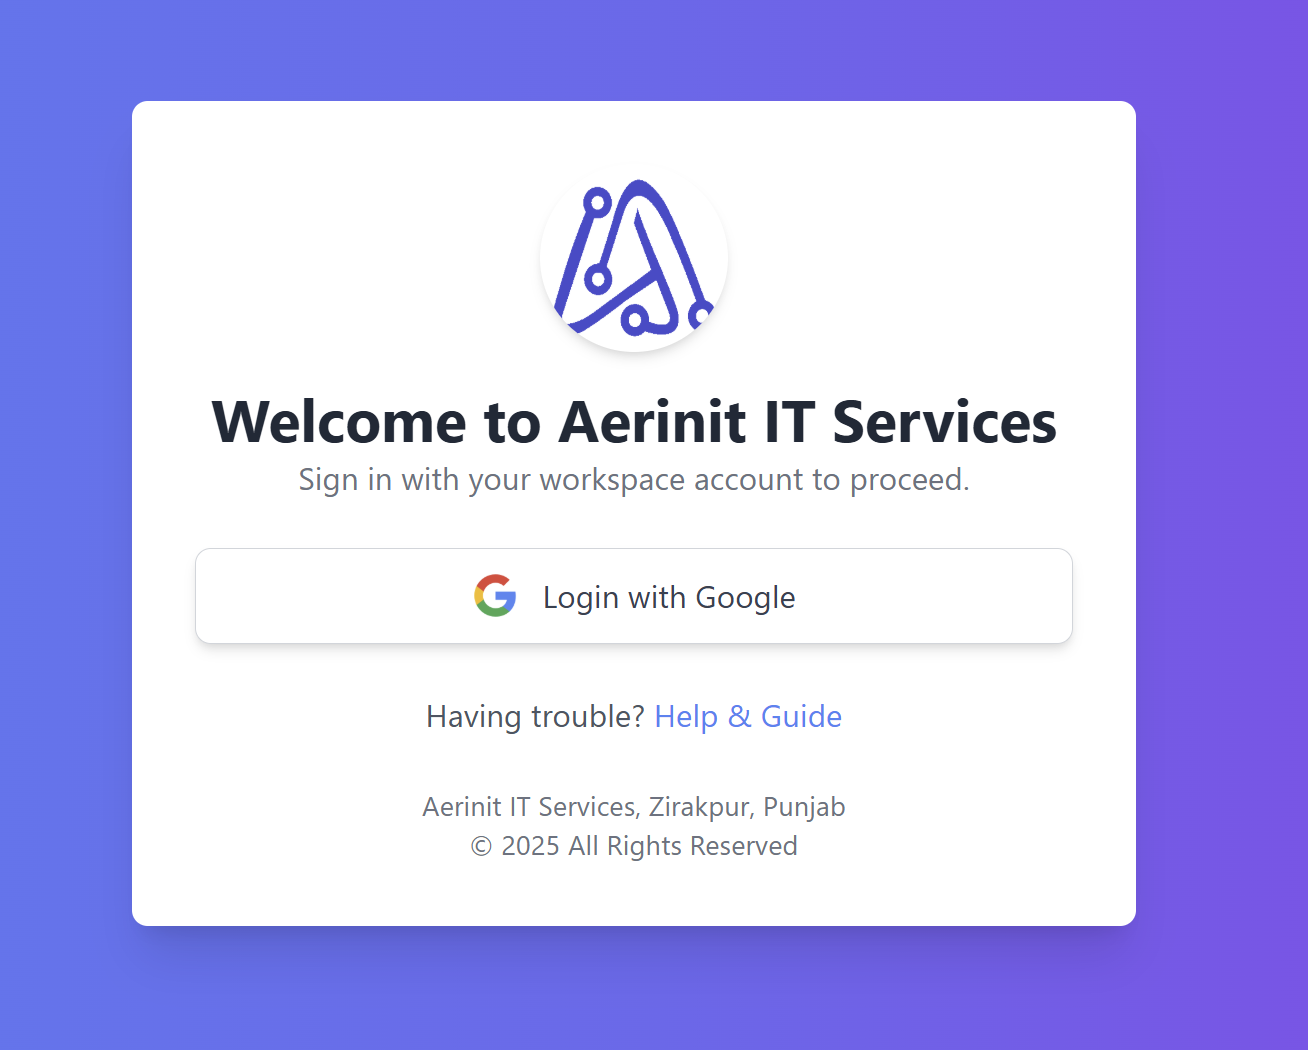 Welcome to Aerinit IT Services
Sign in with your workspace account to proceed.
Login with Google
Having trouble? Help & Guide
Aerinit IT Services, Zirakpur, Punjab
© 2025 All Rights Reserved